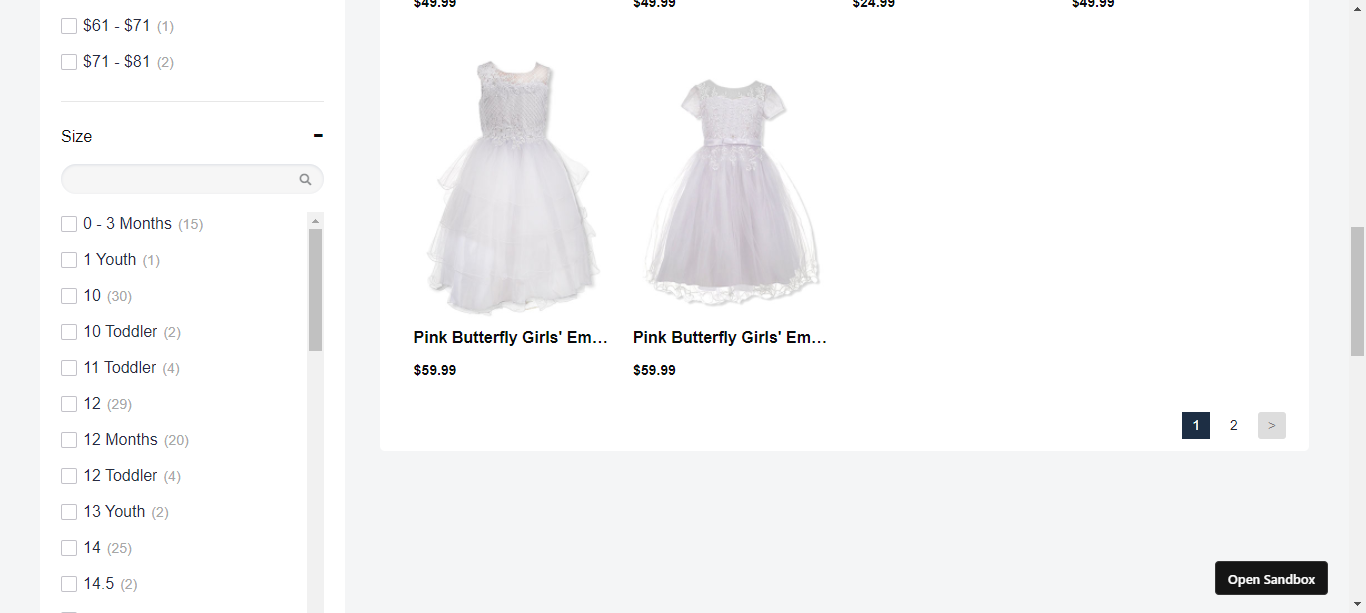 $61 - $71 (1)
$71 - $81 (2)
Size
0 - 3 Months (15)
1 Youth (1)
10 (30)
10 Toddler (2)
11 Toddler (4)
12 (29)
12 Months (20)
12 Toddler (4)
13 Youth (2)
14 (25)
14.5 (2)
$49.99 $49.99 $24.99 $49.99
Pink Butterfly Girls' Em... Pink Butterfly Girls' Em...
$59.99 $59.99
1 2 >
Open Sandbox